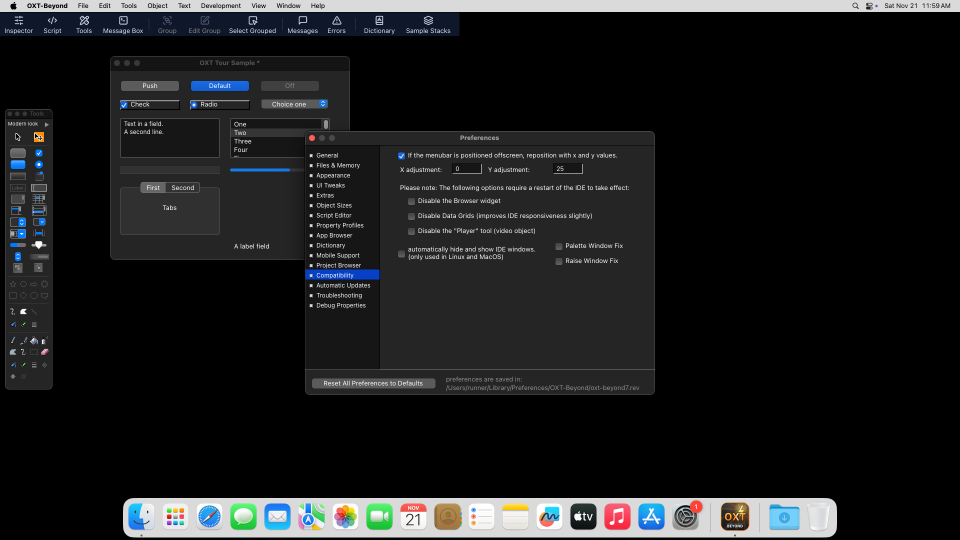 OXT-Beyond File Edit Tools Object Text Development View Window Help Sat Nov 21 11:59 AM
Inspector Script Tools Message Box Group Edit Group Select Grouped Messages Errors Dictionary Sample Stacks
OXT Tour Sample *
Push Default Off
Check Radio Choice one
Text in a field.
A second line.
One
Two
Three
Four
First Second
Tabs
A label field
Tools
Modern look
Label
Preferences
General
Files & Memory
Appearance
UI Tweaks
Extras
Object Sizes
Script Editor
Property Profiles
App Browser
Dictionary
Mobile Support
Project Browser
Compatibility
Automatic Updates
Troubleshooting
Debug Properties
If the menubar is positioned offscreen, reposition with x and y values.
X adjustment: 0 Y adjustment: 25
Please note: The following options require a restart of the IDE to take effect:
Disable the Browser widget
Disable Data Grids (improves IDE responsiveness slightly)
Disable the "Player" tool (video object)
automatically hide and show IDE windows.
(only used in Linux and MacOS)
Palette Window Fix
Raise Window Fix
Reset All Preferences to Defaults
preferences are saved in:
/Users/runner/Library/Preferences/OXT-Beyond/oxt-beyond7.rev
NOV
21
tv
1
OXT
BEYOND